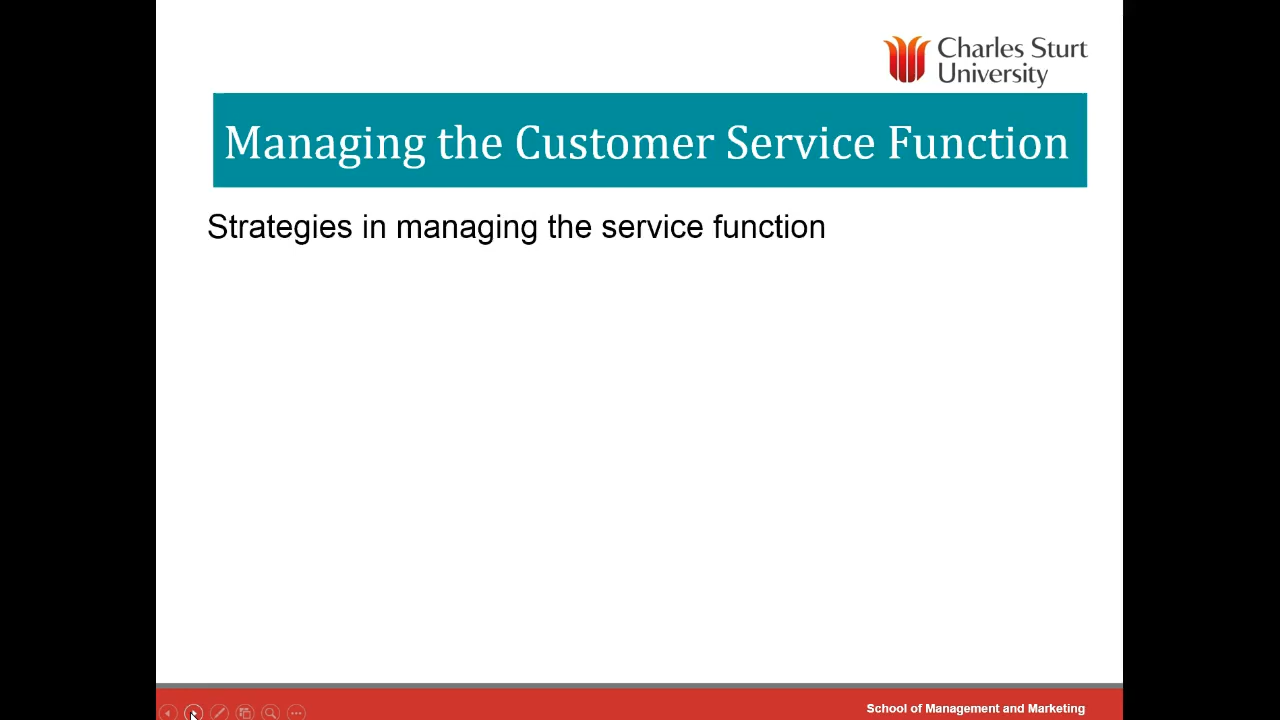 Charles Sturt
University
Managing the Customer Service Function
Strategies in managing the service function
School of Management and Marketing